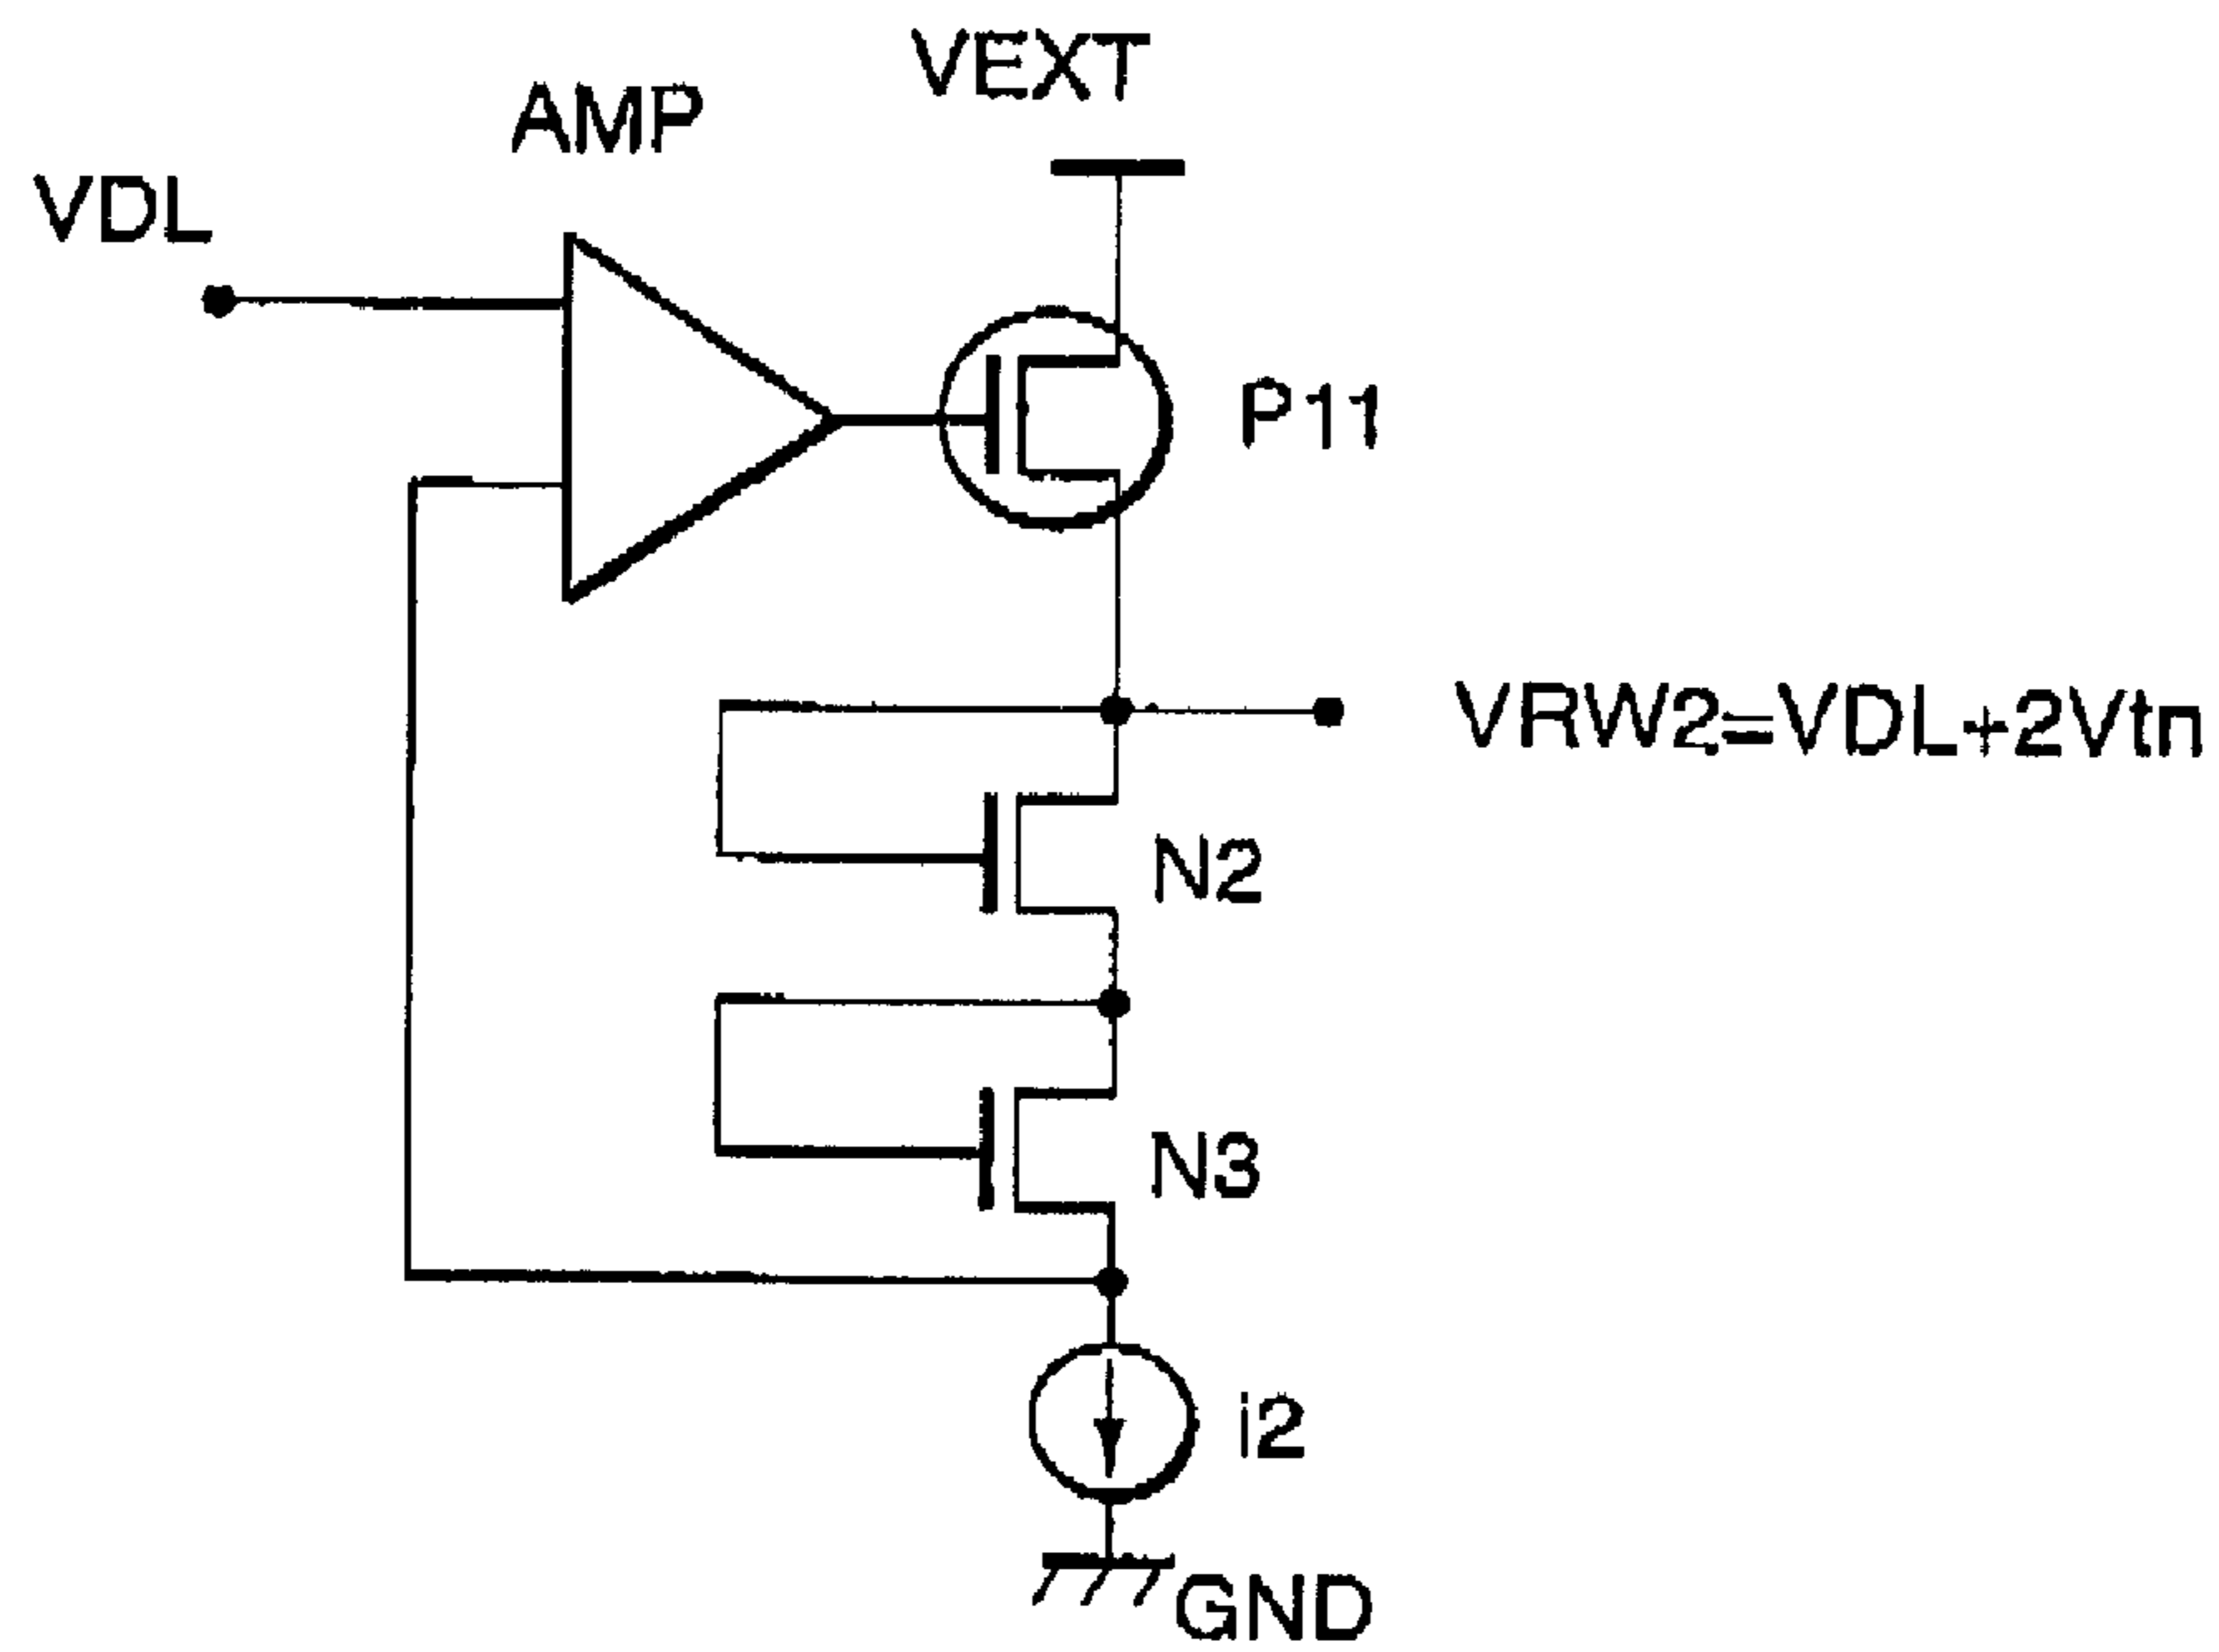 VEXT
AMP
VDL
P11
VRW2=VDL+2Vtn
N2
N3
i2
GND